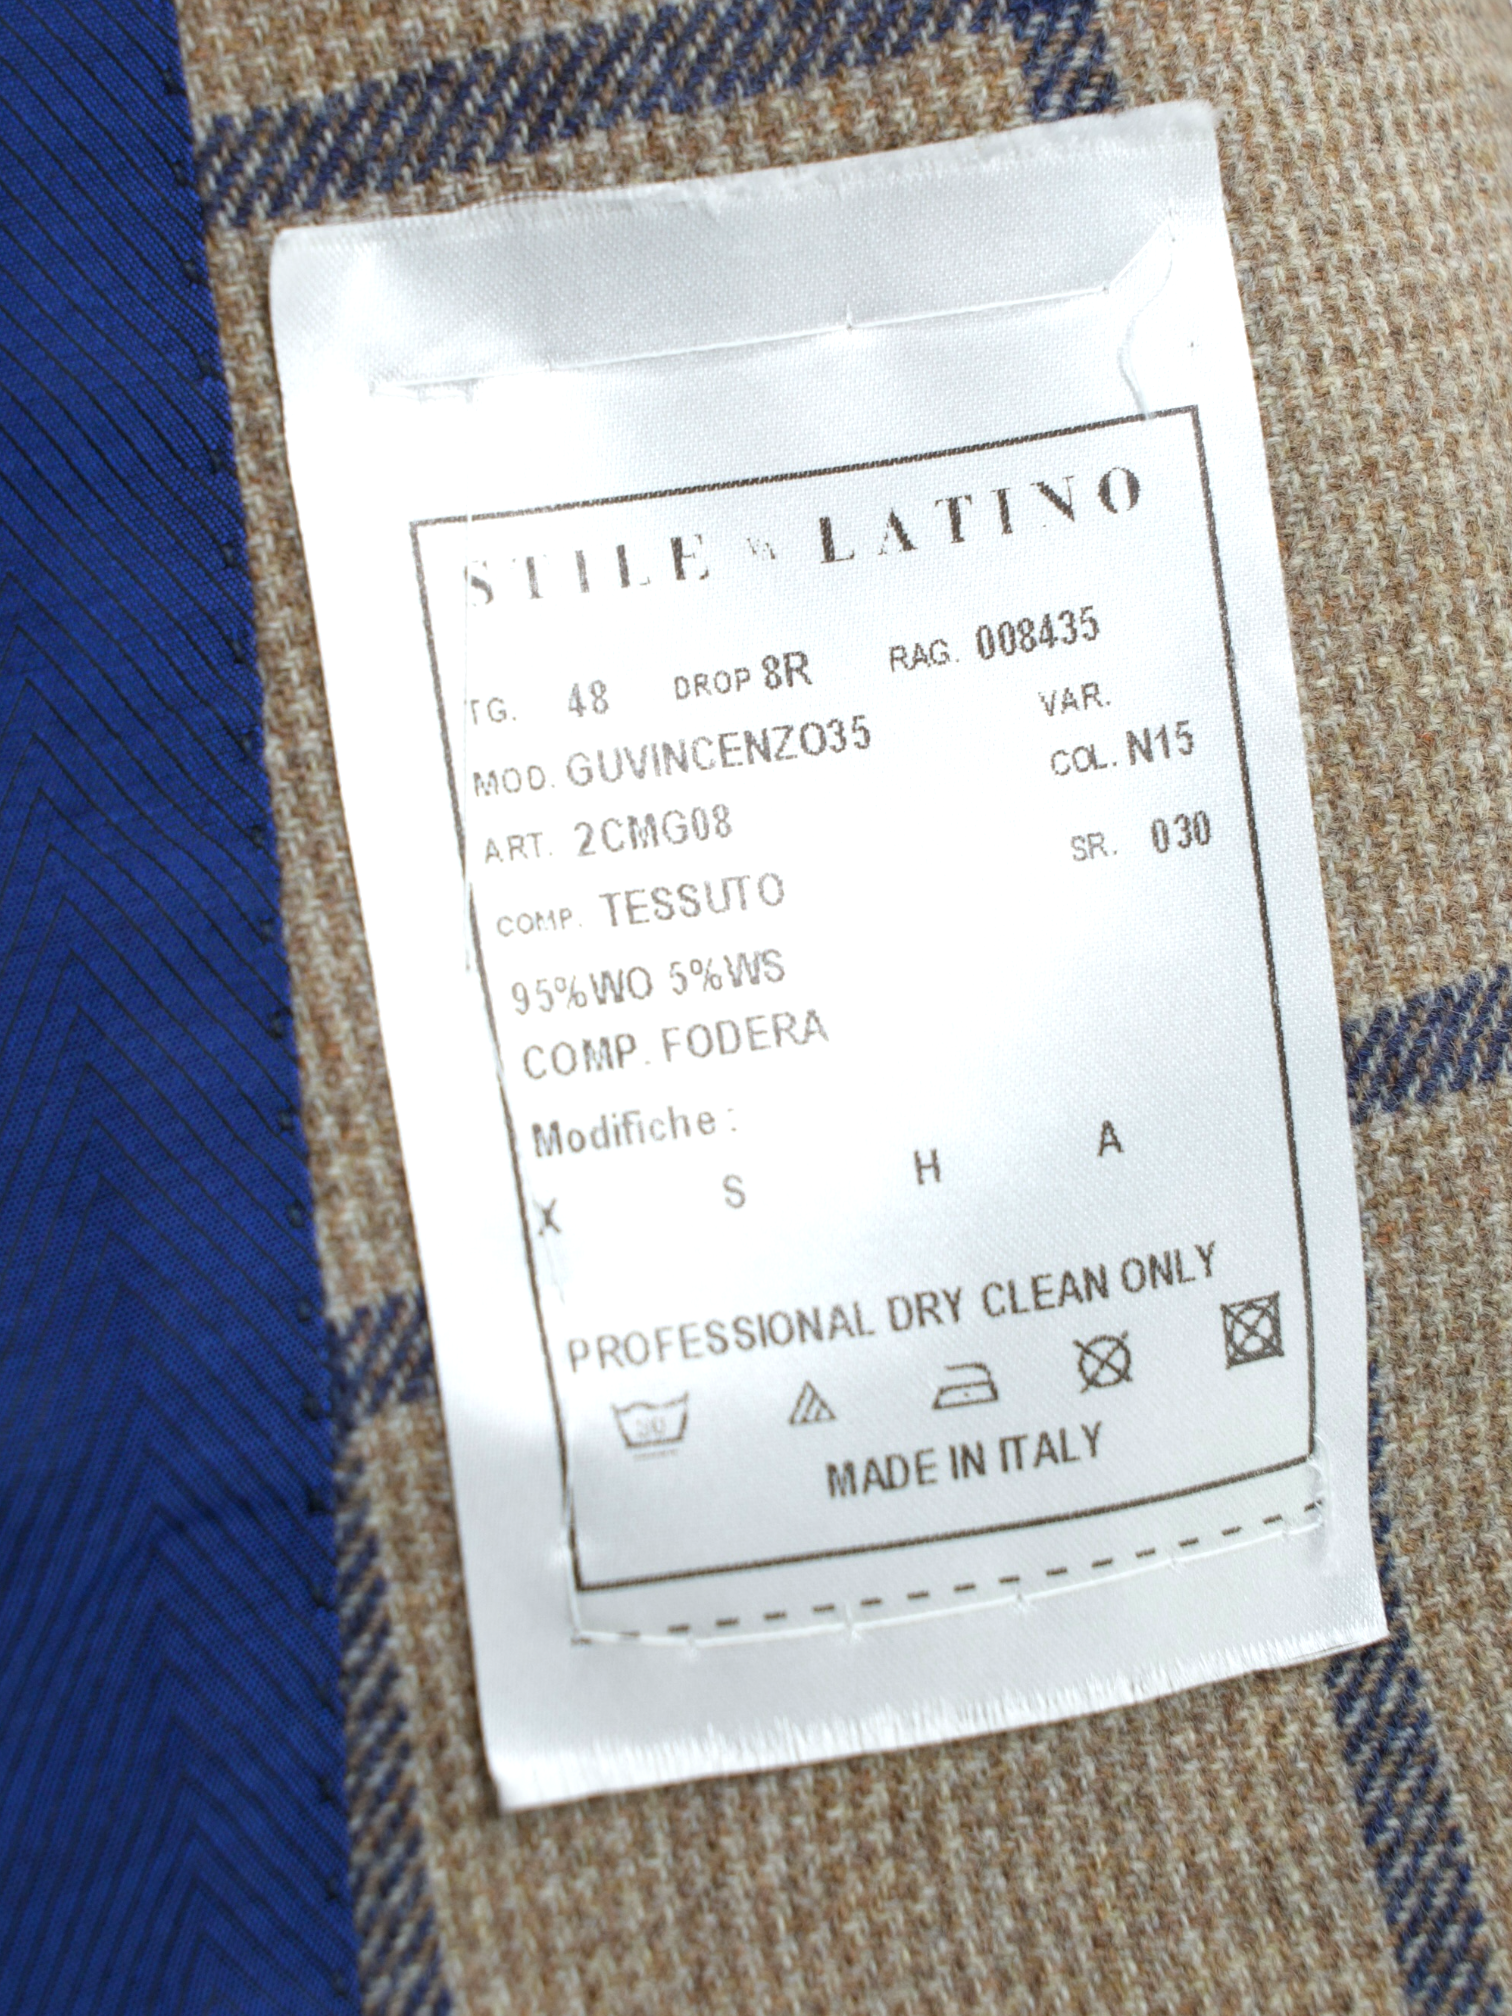 STILE LATINO
TG. 48 DROP 8R RAG. 008435
MOD. GUVINCENZO35 VAR.
ART. 2CMG08 COL. N15
COMP. TESSUTO SR. 030
95%WO 5%WS
COMP. FODERA
Modifiche :
X S H A
PROFESSIONAL DRY CLEAN ONLY
30
MADE IN ITALY